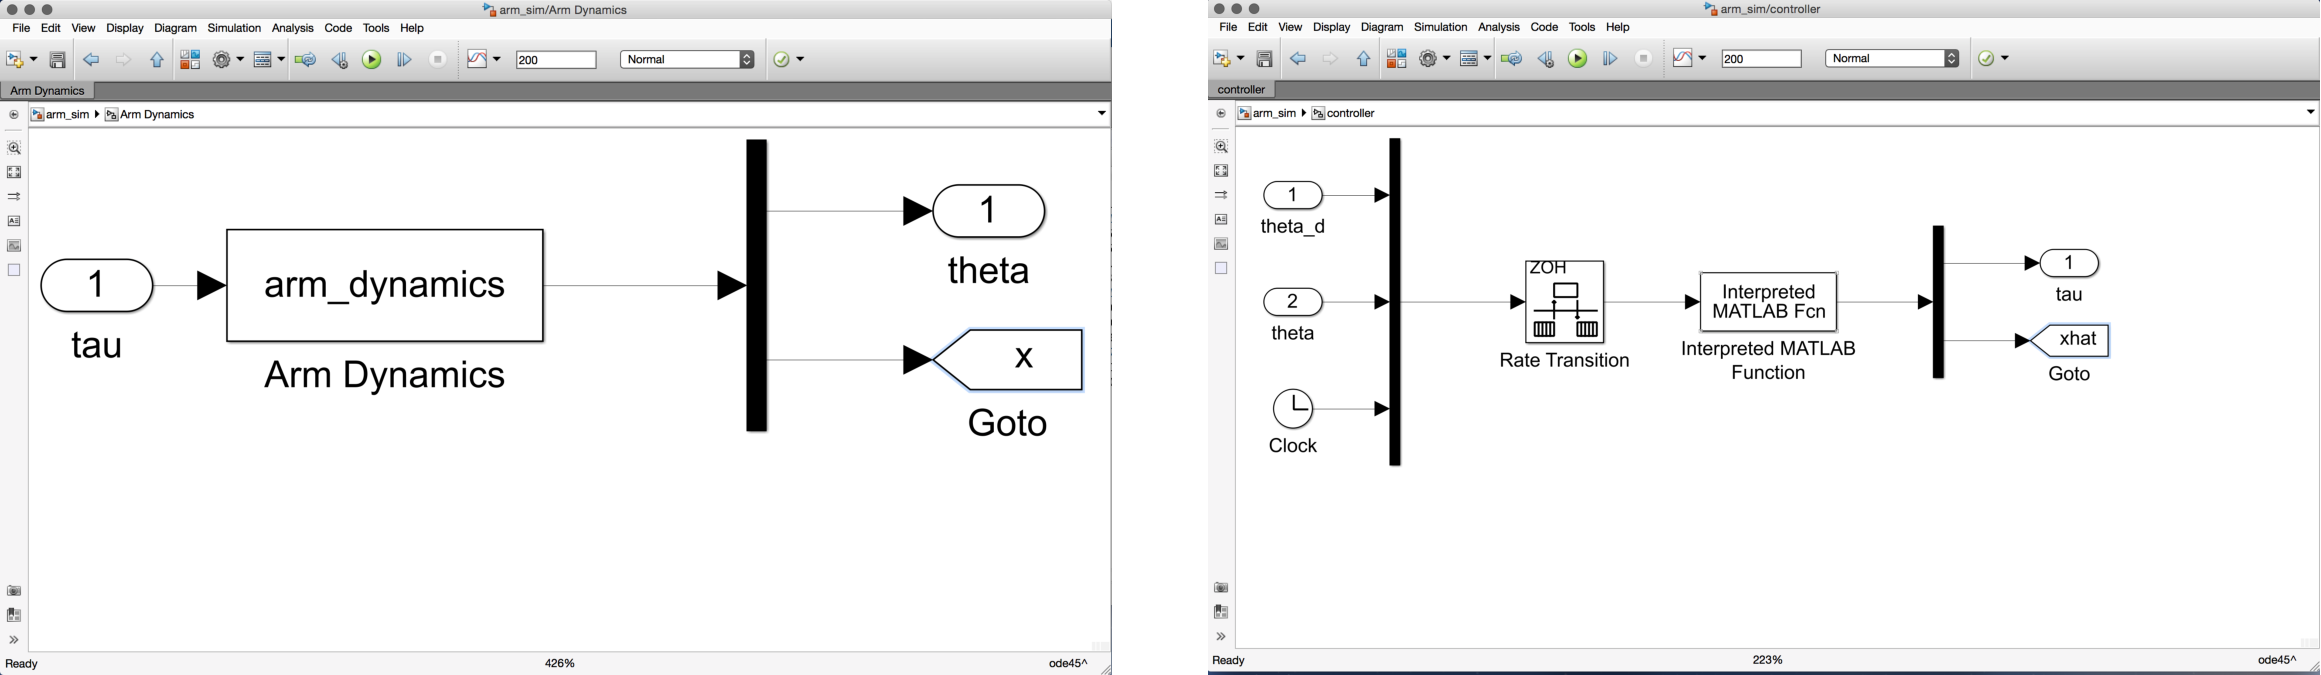 arm_sim/Arm Dynamics
File Edit View Display Diagram Simulation Analysis Code Tools Help
200 Normal
Arm Dynamics
arm_sim Arm Dynamics
1
tau
arm_dynamics
Arm Dynamics
1
theta
x
Goto
Ready 426% ode45^
arm_sim/controller
File Edit View Display Diagram Simulation Analysis Code Tools Help
200 Normal
controller
arm_sim controller
1
theta_d
2
theta
Clock
ZOH
Rate Transition
Interpreted
MATLAB Fcn
Interpreted MATLAB
Function
1
tau
xhat
Goto
Ready 223% ode45^